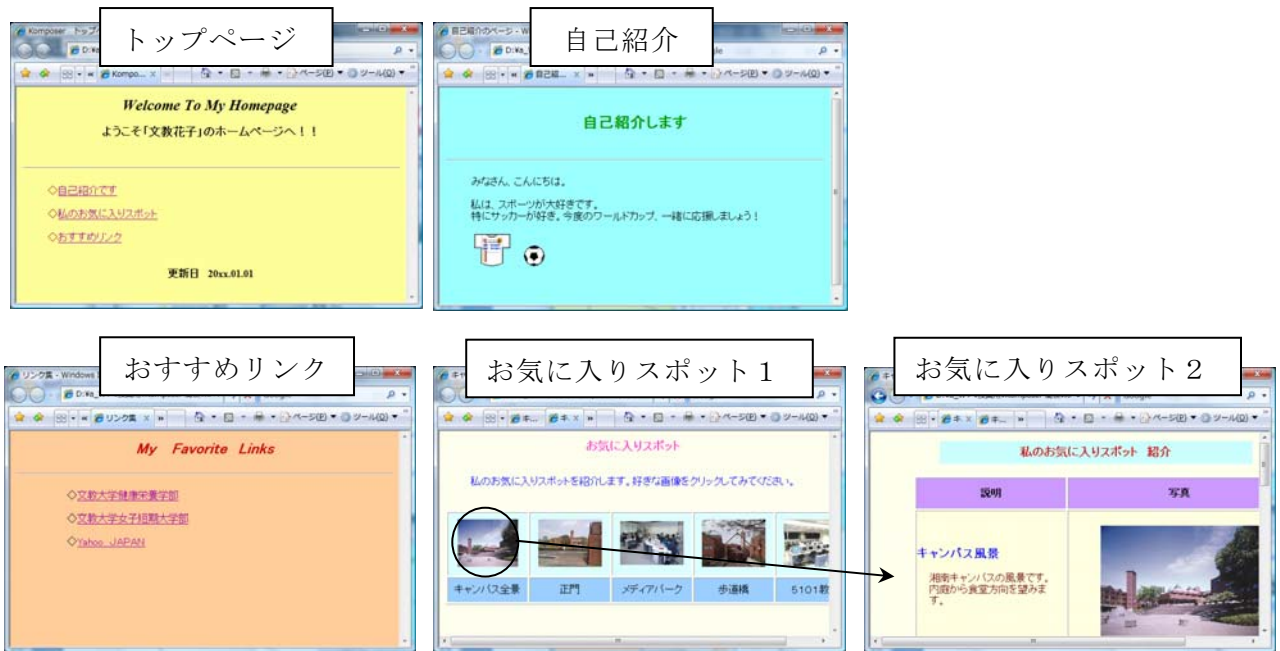 トップページ
ようこそ「文教花子」のホームページへ！！
Welcome To My Homepage
◇自己紹介です
◇私のお気に入りスポット
◇おすすめリンク
更新日 20xx.01.01
自己紹介
自己紹介します
みなさん、こんにちは。
私は、スポーツが大好きです。
特にサッカーが好き。今度のワールドカップ、一緒に応援しましょう！
おすすめリンク
My Favorite Links
◇文教大学健康栄養学部
◇文教大学女子短期大学部
◇Yahoo JAPAN
お気に入りスポット１
お気に入りスポット
私のお気に入りスポットを紹介します。好きな画像をクリックしてみてください。
キャンパス全景 正門 メディアパーク 歩道橋 5101教
お気に入りスポット２
私のお気に入りスポット 紹介
説明 写真
キャンパス風景
湘南キャンパスの風景です。
内庭から食堂方向を望みま
す。